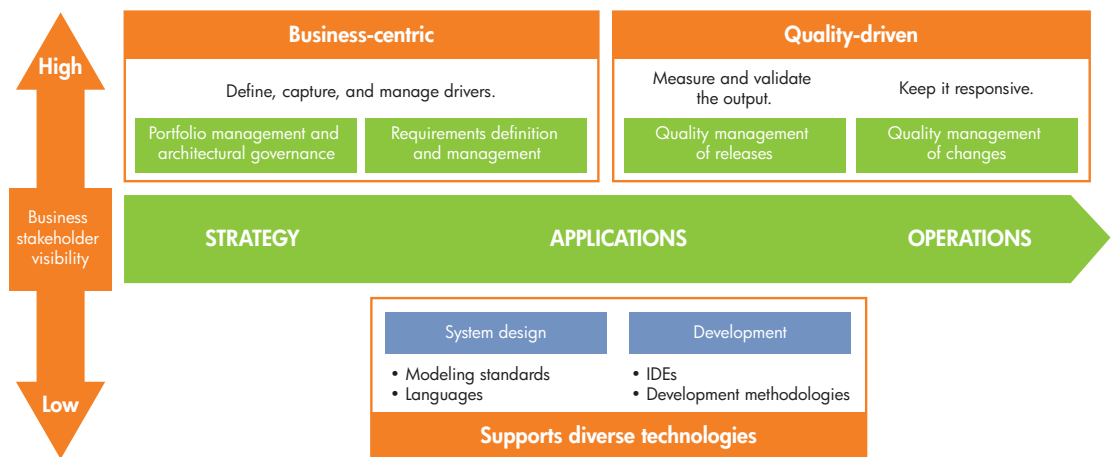 High
Business
stakeholder
visibility
Low
Business-centric
Define, capture, and manage drivers.
Portfolio management and
architectural governance
Requirements definition
and management
Quality-driven
Measure and validate
the output.
Quality management
of releases
Keep it responsive.
Quality management
of changes
STRATEGY
APPLICATIONS
OPERATIONS
System design
• Modeling standards
• Languages
Development
• IDEs
• Development methodologies
Supports diverse technologies